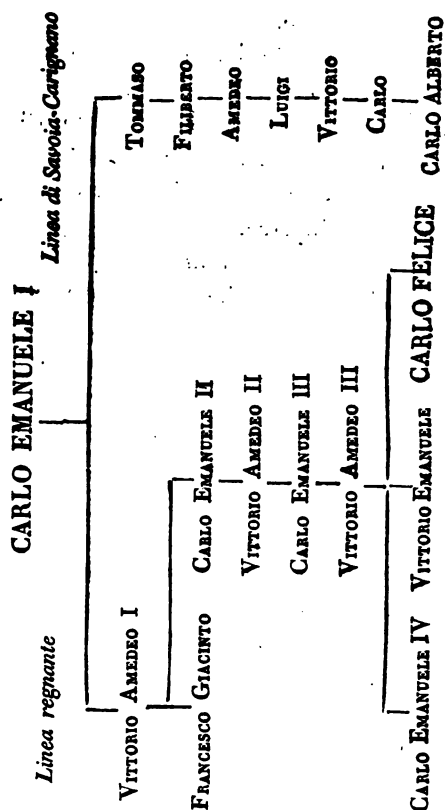 CARLO EMANUELE I
Linea regnante
Linea di Savoia-Carignano
VITTORIO AMEDEO I
TOMMASO
FRANCESCO GIACINTO
CARLO EMANUELE II
FILIBERTO
VITTORIO AMEDEO II
AMEDEO
CARLO EMANUELE III
LUIGI
VITTORIO AMEDEO III
VITTORIO
CARLO
CARLO EMANUELE IV
VITTORIO EMANUELE
CARLO FELICE
CARLO ALBERTO